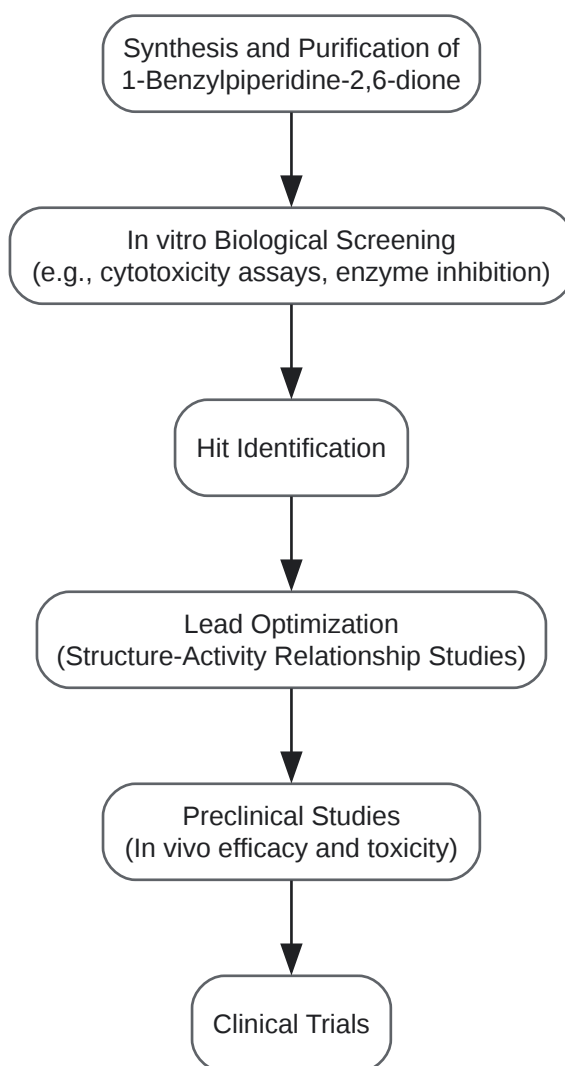 Synthesis and Purification of
1-Benzylpiperidine-2,6-dione
In vitro Biological Screening
(e.g., cytotoxicity assays, enzyme inhibition)
Hit Identification
Lead Optimization
(Structure-Activity Relationship Studies)
Preclinical Studies
(In vivo efficacy and toxicity)
Clinical Trials